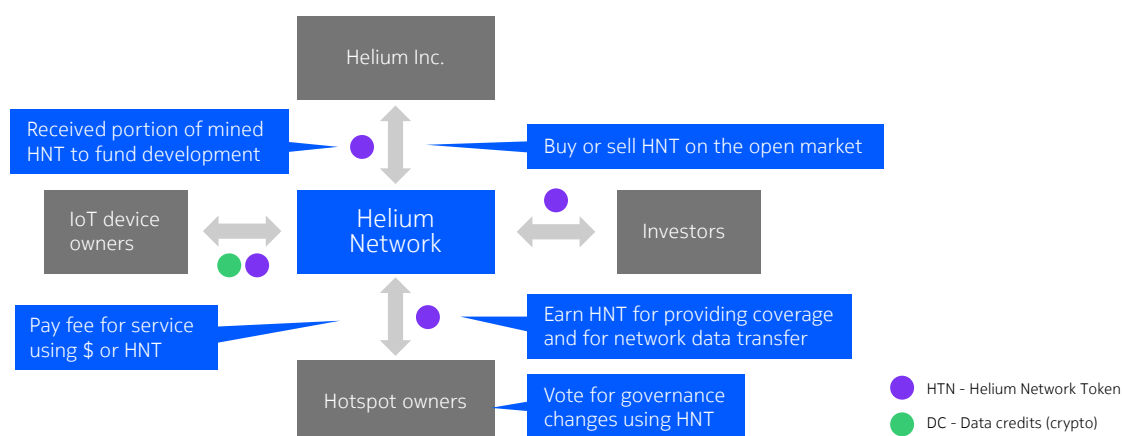 Helium Inc.
Received portion of mined
HNT to fund development
Buy or sell HNT on the open market
IoT device
owners
Helium
Network
Investors
Pay fee for service
using $ or HNT
Earn HNT for providing coverage
and for network data transfer
Hotspot owners
Vote for governance
changes using HNT
HTN - Helium Network Token
DC - Data credits (crypto)